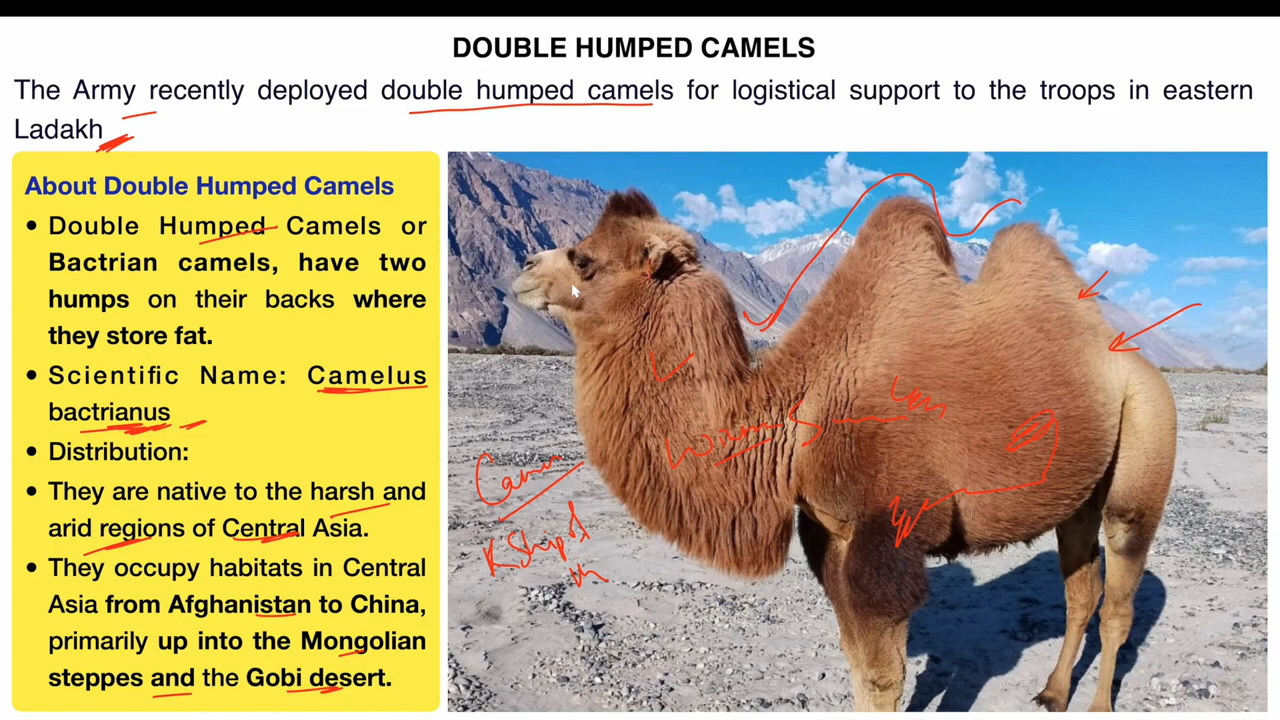 DOUBLE HUMPED CAMELS
The Army recently deployed double humped camels for logistical support to the troops in eastern
Ladakh
About Double Humped Camels
• Double Humped Camels or
Bactrian camels, have two
humps on their backs where
they store fat.
• Scientific Name: Camelus
bactrianus
• Distribution:
• They are native to the harsh and
arid regions of Central Asia.
• They occupy habitats in Central
Asia from Afghanistan to China,
primarily up into the Mongolian
steppes and the Gobi desert.